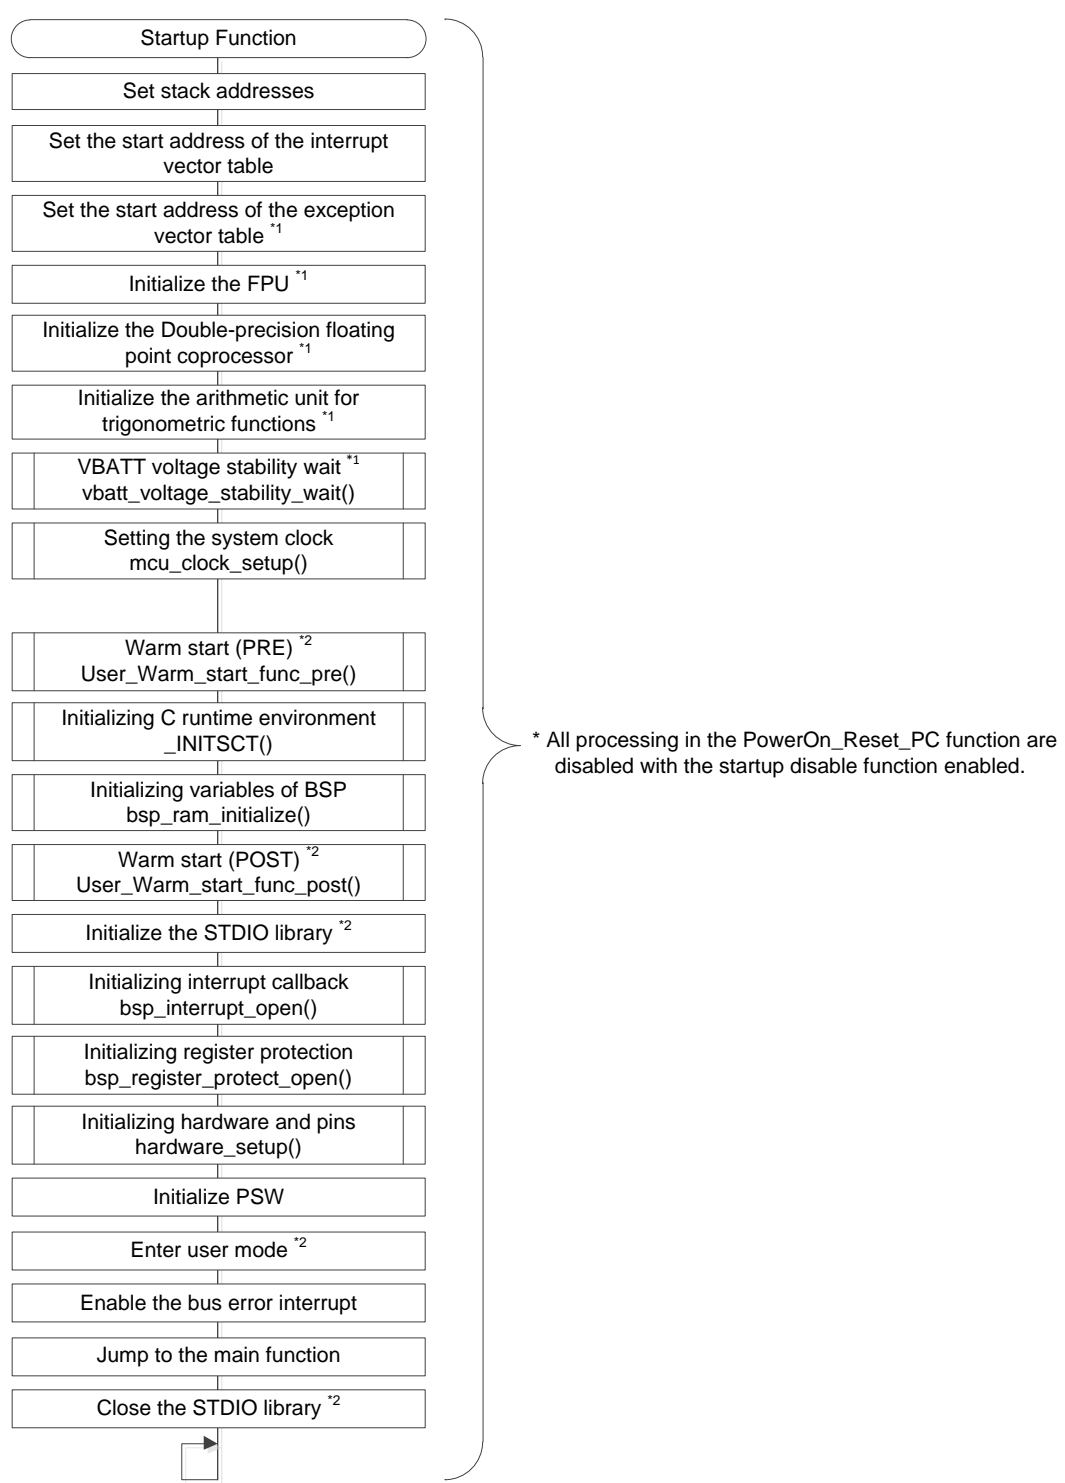 Startup Function
Set stack addresses
Set the start address of the interrupt
vector table
Set the start address of the exception
vector table *1
Initialize the FPU *1
Initialize the Double-precision floating
point coprocessor *1
Initialize the arithmetic unit for
trigonometric functions *1
VBATT voltage stability wait *1
vbatt_voltage_stability_wait()
Setting the system clock
mcu_clock_setup()
Warm start (PRE) *2
User_Warm_start_func_pre()
Initializing C runtime environment
_INITSCT()
Initializing variables of BSP
bsp_ram_initialize()
Warm start (POST) *2
User_Warm_start_func_post()
Initialize the STDIO library *2
Initializing interrupt callback
bsp_interrupt_open()
Initializing register protection
bsp_register_protect_open()
Initializing hardware and pins
hardware_setup()
Initialize PSW
Enter user mode *2
Enable the bus error interrupt
Jump to the main function
Close the STDIO library *2
* All processing in the PowerOn_Reset_PC function are
disabled with the startup disable function enabled.